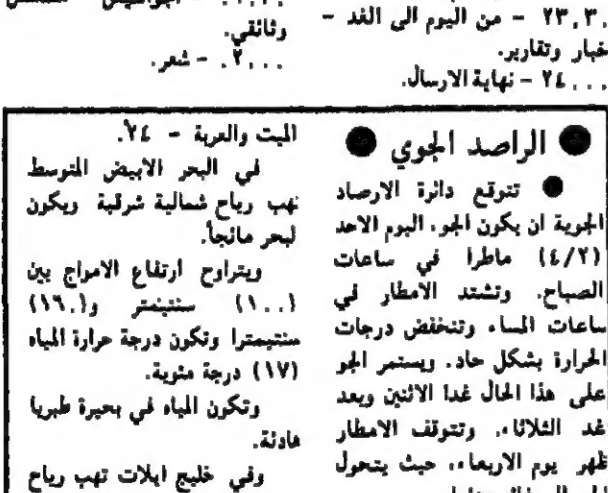 ٢٣,٣٠ – من اليوم الى الغد –
خبار وتقارير.
٢٤,٠٠ – نهاية الارسال.
وثائقي.
– شعر.
الراصد الجوي
تتوقع دائرة الارصاد
الجوية ان يكون الجو، اليوم الاحد
(٤/٢) ماطرا في ساعات
الصباح. وتشتد الامطار في
ساعات المساء وتنخفض درجات
الحرارة بشكل حاد. ويستمر الجو
على هذا الحال غدا الاثنين وبعد
غد الثلاثاء. وتتوقف الامطار
ظهر يوم الاربعاء، حيث يتحول
الميت والعربة – ٢٤.
في البحر الابيض المتوسط
تهب رياح شمالية شرقية ويكون
لبحر مائجاً.
ويتراوح ارتفاع الامواج بين
(١٠٠) سنتيمتر و(١٦٠)
سنتيمترا وتكون درجة حرارة المياه
(١٧) درجة مئوية.
وتكون المياه في بحيرة طبريا
هادئة.
وفي خليج ايلات تهب رياح